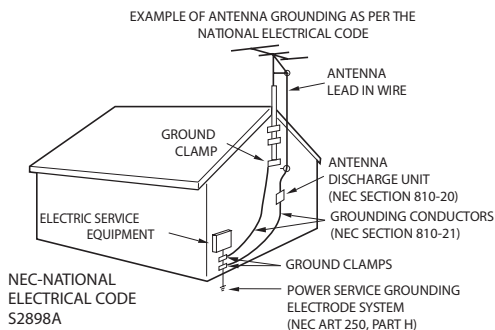 EXAMPLE OF ANTENNA GROUNDING AS PER THE
NATIONAL ELECTRICAL CODE
ANTENNA
LEAD IN WIRE
GROUND
CLAMP
ANTENNA
DISCHARGE UNIT
(NEC SECTION 810-20)
ELECTRIC SERVICE
EQUIPMENT
GROUNDING CONDUCTORS
(NEC SECTION 810-21)
GROUND CLAMPS
NEC-NATIONAL
ELECTRICAL CODE
S2898A
POWER SERVICE GROUNDING
ELECTRODE SYSTEM
(NEC ART 250, PART H)